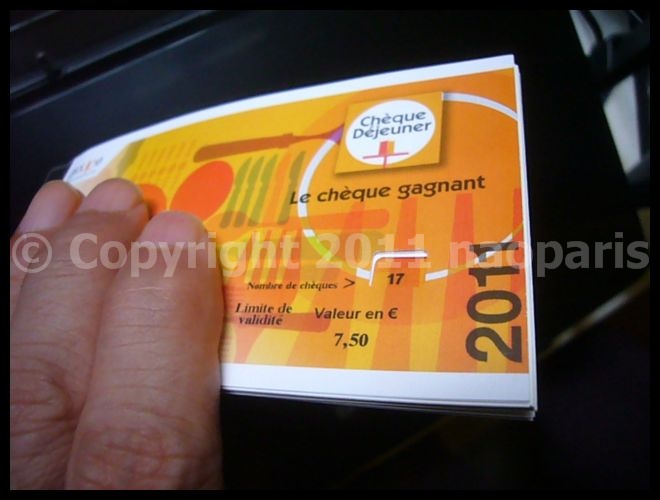 Chèque
Déjeuner
Le chèque gagnant
© Copyright 2011 naoparis
Nombre de chèques > 17
Limite de
validité
Valeur en €
7,50
2011